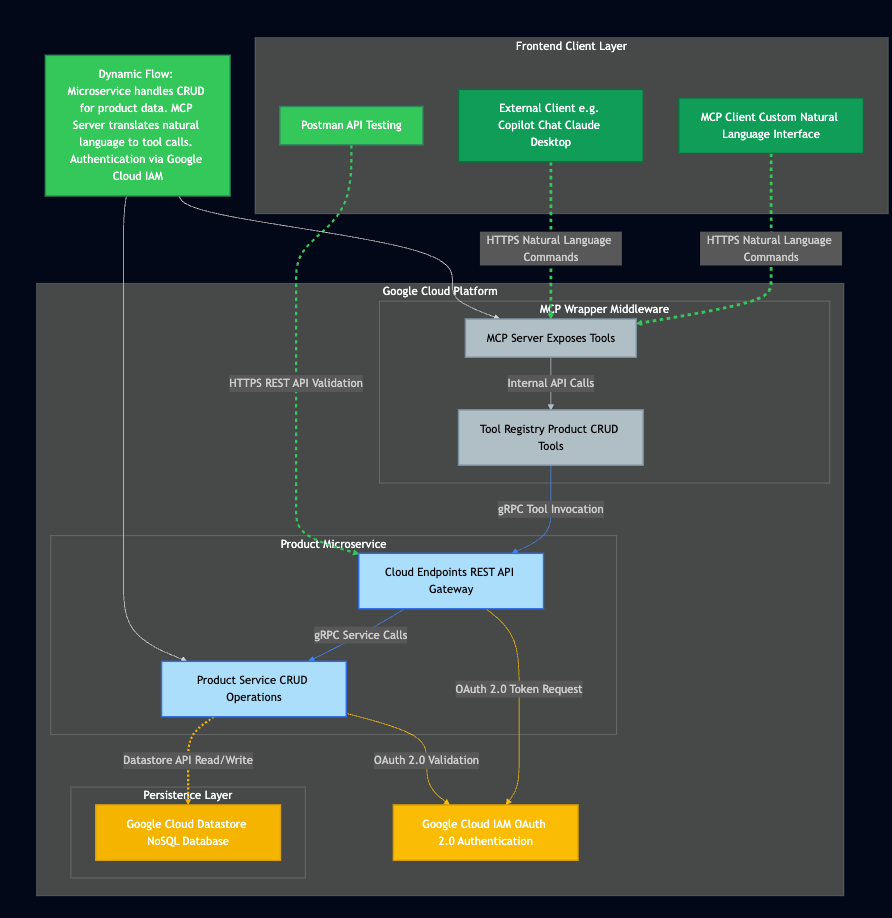 Frontend Client Layer
Dynamic Flow:
Microservice handles CRUD
for product data. MCP
Server translates natural
language to tool calls.
Authentication via Google
Cloud IAM
Postman API Testing
External Client e.g.
Copilot Chat Claude
Desktop
MCP Client Custom Natural
Language Interface
HTTPS Natural Language
Commands
HTTPS Natural Language
Commands
Google Cloud Platform
MCP Wrapper Middleware
MCP Server Exposes Tools
HTTPS REST API Validation
Internal API Calls
Tool Registry Product CRUD
Tools
gRPC Tool Invocation
Product Microservice
Cloud Endpoints REST API
Gateway
gRPC Service Calls
Product Service CRUD
Operations
OAuth 2.0 Token Request
Datastore API Read/Write
OAuth 2.0 Validation
Persistence Layer
Google Cloud Datastore
NoSQL Database
Google Cloud IAM OAuth
2.0 Authentication